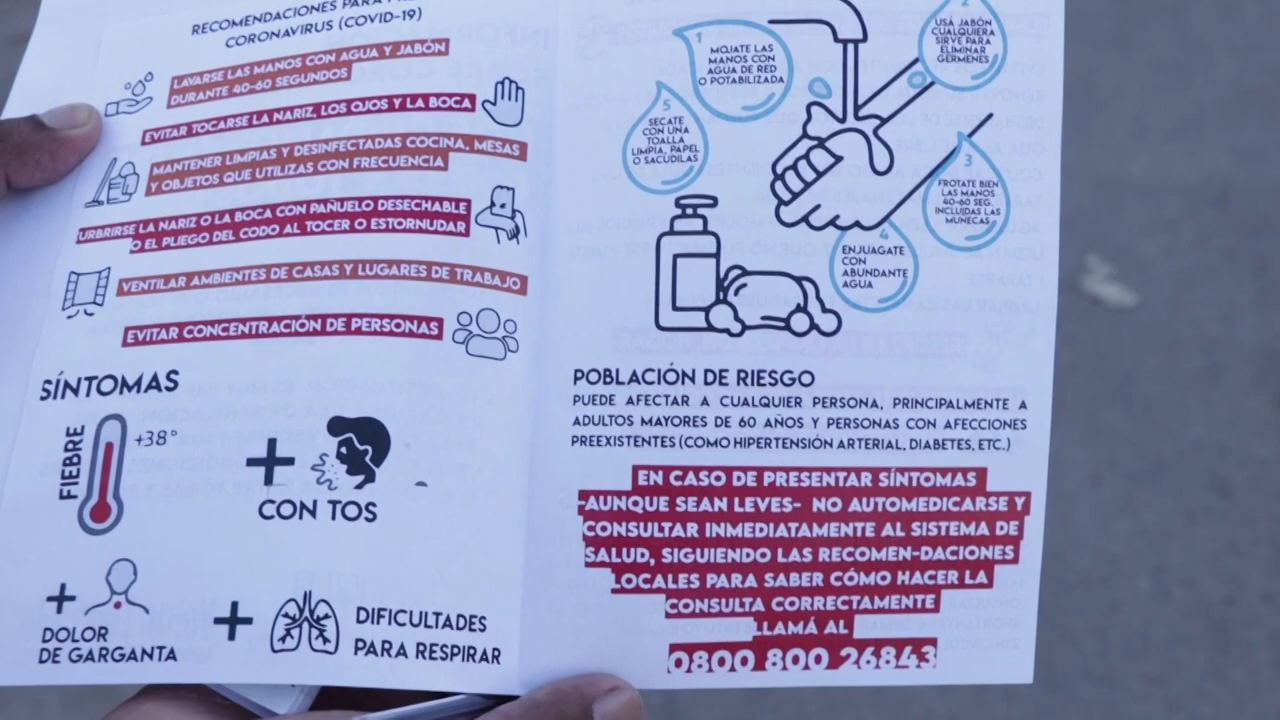 RECOMENDACIONES PARA
CORONAVIRUS (COVID-19)
LAVARSE LAS MANOS CON AGUA Y JABÓN
DURANTE 40-60 SEGUNDOS
EVITAR TOCARSE LA NARIZ, LOS OJOS Y LA BOCA
MANTENER LIMPIAS Y DESINFECTADAS COCINA, MESAS
Y OBJETOS QUE UTILIZAS CON FRECUENCIA
URBRIRSE LA NARIZ O LA BOCA CON PAÑUELO DESECHABLE
O EL PLIEGO DEL CODO AL TOCER O ESTORNUDAR
VENTILAR AMBIENTES DE CASAS Y LUGARES DE TRABAJO
EVITAR CONCENTRACIÓN DE PERSONAS
SÍNTOMAS
FIEBRE
+38°
+
CON TOS
+
DOLOR
DE GARGANTA
+
DIFICULTADES
PARA RESPIRAR
1
MOJATE LAS
MANOS CON
AGUA DE RED
O POTABILIZADA
2
USÁ JABÓN
CUALQUIERA
SIRVE PARA
ELIMINAR
GÉRMENES
3
FROTATE BIEN
LAS MANOS
40-60 SEG.
INCLUÍDAS LAS
MUÑECAS
4
ENJUAGATE
CON
ABUNDANTE
AGUA
5
SECATE
CON UNA
TOALLA
LIMPIA, PAPEL
O SACUDILAS
POBLACIÓN DE RIESGO
PUEDE AFECTAR A CUALQUIER PERSONA, PRINCIPALMENTE A
ADULTOS MAYORES DE 60 AÑOS Y PERSONAS CON AFECCIONES
PREEXISTENTES (COMO HIPERTENSIÓN ARTERIAL, DIABETES, ETC.)
EN CASO DE PRESENTAR SÍNTOMAS
-AUNQUE SEAN LEVES- NO AUTOMEDICARSE Y
CONSULTAR INMEDIATAMENTE AL SISTEMA DE
SALUD, SIGUIENDO LAS RECOMEN-DACIONES
LOCALES PARA SABER CÓMO HACER LA
CONSULTA CORRECTAMENTE
LLAMÁ AL
0800 800 26843